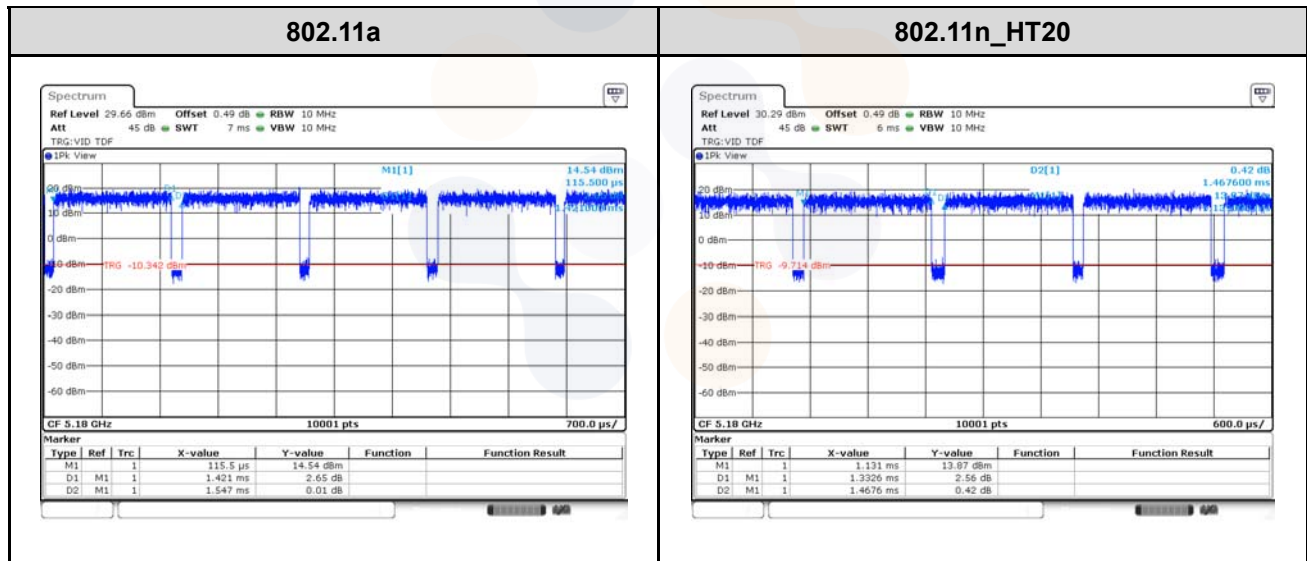 802.11a
802.11n_HT20
Spectrum
Ref Level 29.66 dBm Offset 0.49 dB RBW 10 MHz
Att 45 dB SWT 7 ms VBW 10 MHz
TRG:VID TDF
1Pk View
M1[1] 14.54 dBm
115.500 µs
20 dBm
10 dBm
0 dBm
-10 dBm
TRG -10.342 dBm
-20 dBm
-30 dBm
-40 dBm
-50 dBm
-60 dBm
CF 5.18 GHz 10001 pts 700.0 µs/
Marker
Type Ref Trc X-value Y-value Function Function Result
M1 1 115.5 µs 14.54 dBm
D1 M1 1 1.421 ms 2.65 dB
D2 M1 1 1.547 ms 0.01 dB
Spectrum
Ref Level 30.29 dBm Offset 0.49 dB RBW 10 MHz
Att 45 dB SWT 6 ms VBW 10 MHz
TRG:VID TDF
1Pk View
D2[1] 0.42 dB
1.467600 ms
20 dBm
10 dBm
0 dBm
-10 dBm
TRG -9.714 dBm
-20 dBm
-30 dBm
-40 dBm
-50 dBm
-60 dBm
CF 5.18 GHz 10001 pts 600.0 µs/
Marker
Type Ref Trc X-value Y-value Function Function Result
M1 1 1.131 ms 13.87 dBm
D1 M1 1 1.3326 ms 2.56 dB
D2 M1 1 1.4676 ms 0.42 dB